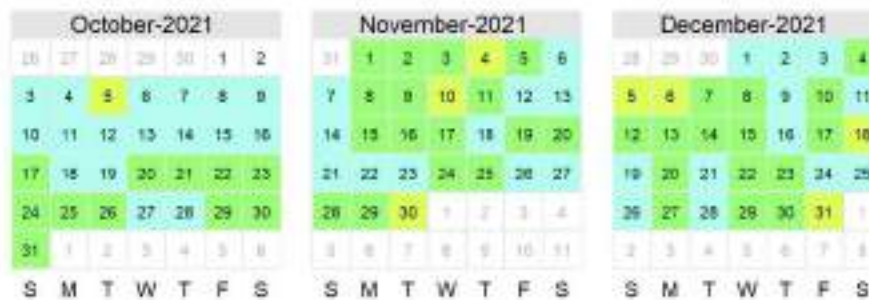 October-2021
26 27 28 29 30 1 2
3 4 5 6 7 8 9
10 11 12 13 14 15 16
17 18 19 20 21 22 23
24 25 26 27 28 29 30
31 1 2 3 4 5 6
S M T W T F S
November-2021
31 1 2 3 4 5 6
7 8 9 10 11 12 13
14 15 16 17 18 19 20
21 22 23 24 25 26 27
28 29 30 1 2 3 4
5 6 7 8 9 10 11
S M T W T F S
December-2021
28 29 30 1 2 3 4
5 6 7 8 9 10 11
12 13 14 15 16 17 18
19 20 21 22 23 24 25
26 27 28 29 30 31 1
2 3 4 5 6 7 8
S M T W T F S